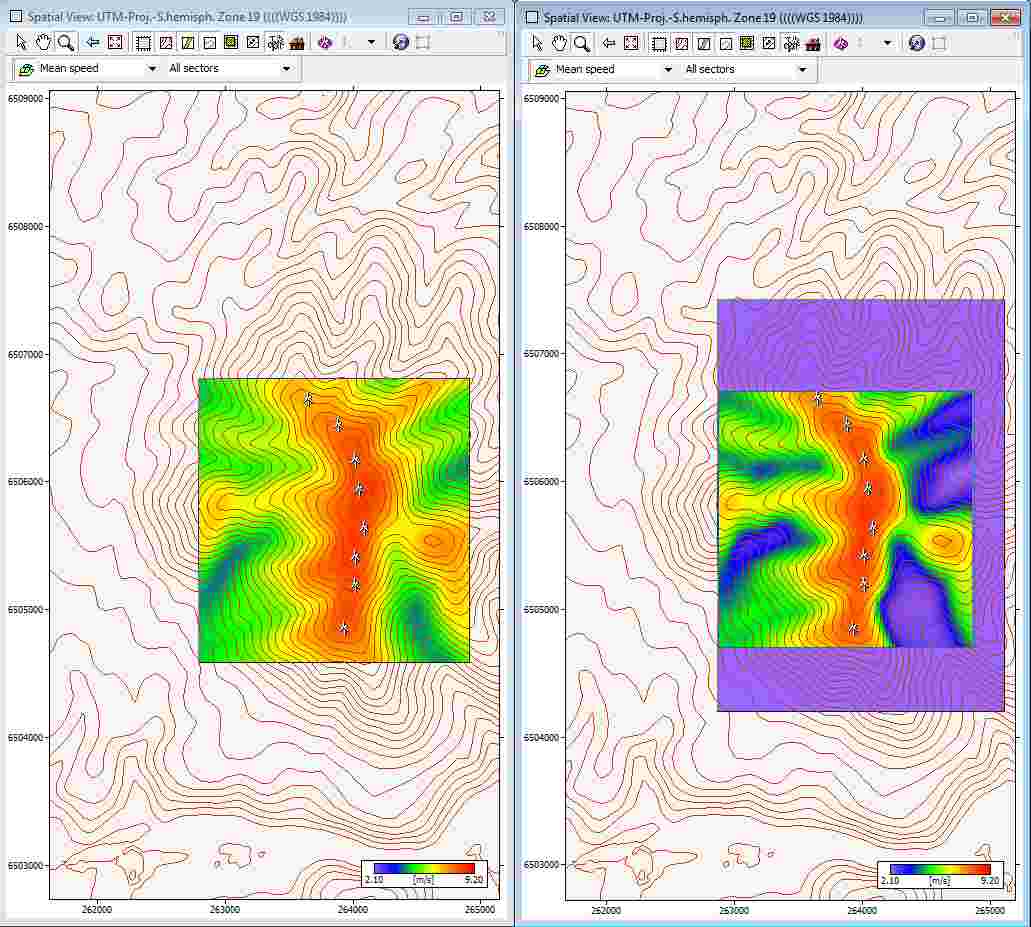 Spatial View: UTM-Proj.-S.hemisph. Zone 19 ((((WGS 1984))))
Mean speed All sectors
6509000
6508000
6507000
6506000
6505000
6504000
6503000
2.10 [m/s] 9.20
262000 263000 264000 265000
Spatial View: UTM-Proj.-S.hemisph. Zone 19 ((((WGS 1984))))
Mean speed All sectors
6509000
6508000
6507000
6506000
6505000
6504000
6503000
2.10 [m/s] 9.20
262000 263000 264000 265000